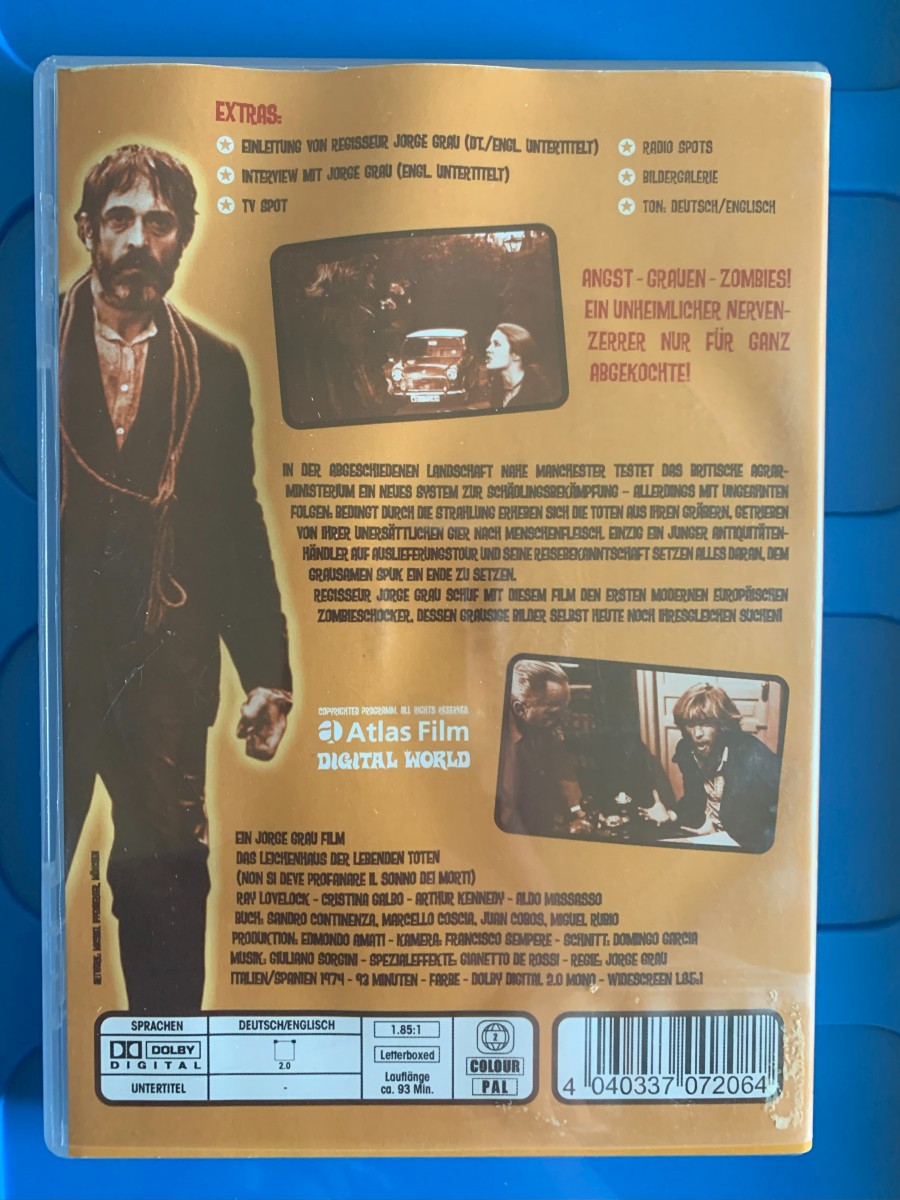 EXTRAS:
EINLEITUNG VON REGISSEUR JORGE GRAU (DT./ENGL. UNTERTITELT)
INTERVIEW MIT JORGE GRAU (ENGL. UNTERTITELT)
TV SPOT
RADIO SPOTS
BILDERGALERIE
TON: DEUTSCH/ENGLISCH
ANGST - GRAUEN - ZOMBIES!
EIN UNHEIMLICHER NERVEN-
ZERRER NUR FÜR GANZ
ABGEKOCHTE!
IN DER ABGESCHIEDENEN LANDSCHAFT NAHE MANCHESTER TESTET DAS BRITISCHE AGRAR-
MINISTERIUM EIN NEUES SYSTEM ZUR SCHÄDLINGSBEKÄMPFUNG – ALLERDINGS MIT UNGEAHNTEN
FOLGEN: BEDINGT DURCH DIE STRAHLUNG ERHEBEN SICH DIE TOTEN AUS IHREN GRÄBERN, GETRIEBEN
VON IHRER UNERSÄTTLICHEN GIER NACH MENSCHENFLEISCH. EINZIG EIN JUNGER ANTIQUITÄTEN-
HÄNDLER AUF AUSLIEFERUNGSTOUR UND SEINE REISEBEKANNTSCHAFT SETZEN ALLES DARAN, DEM
GRAUSAMEN SPUK EIN ENDE ZU SETZEN.
REGISSEUR JORGE GRAU SCHUF MIT DIESEM FILM DEN ERSTEN MODERNEN EUROPÄISCHEN
ZOMBIESCHOCKER, DESSEN GRAUSIGE BILDER SELBST HEUTE NOCH IHRESGLEICHEN SUCHEN!
COPYRIGHTED PROGRAMM. ALL RIGHTS RESERVED.
a Atlas Film
DIGITAL WORLD
EIN JORGE GRAU FILM
DAS LEICHENHAUS DER LEBENDEN TOTEN
(NON SI DEVE PROFANARE IL SONNO DEI MORTI)
RAY LOVELOCK - CRISTINA GALBO - ARTHUR KENNEDY - ALDO MASSASSO
BUCH: SANDRO CONTINENZA, MARCELLO COSCIA, JUAN COBOS, MIGUEL RUBIO
PRODUKTION: EDMONDO AMATI - KAMERA: FRANCISCO SEMPERE - SCHNITT: DOMINGO GARCIA
MUSIK: GIULIANO SORGINI - SPEZIALEFFEKTE: GIANETTO DE ROSSI - REGIE: JORGE GRAU
ITALIEN/SPANIEN 1974 - 93 MINUTEN - FARBE - DOLBY DIGITAL 2.0 MONO - WIDESCREEN 1.85:1
SPRACHEN
DEUTSCH/ENGLISCH
DOLBY
DIGITAL
2.0
UNTERTITEL
-
1.85:1
Letterboxed
Lauflänge
ca. 93 Min.
2
COLOUR
PAL
4 040337 072064